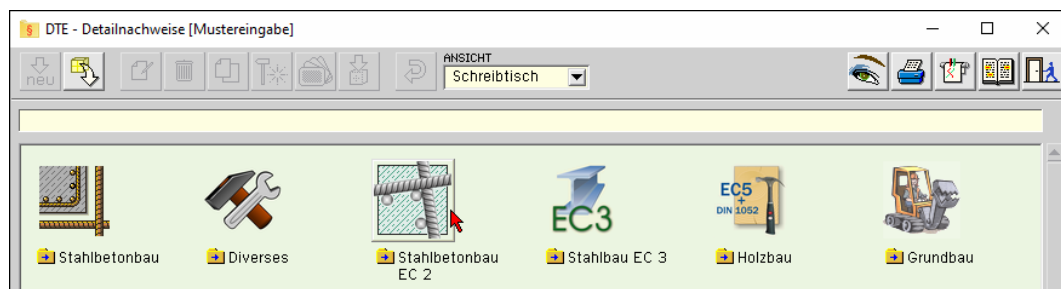 DTE - Detailnachweise [Mustereingabe]
neu
ANSICHT
Schreibtisch
EC3
EC5
+
DIN 1052
Stahlbetonbau
Diverses
Stahlbetonbau
EC 2
Stahlbau EC 3
Holzbau
Grundbau